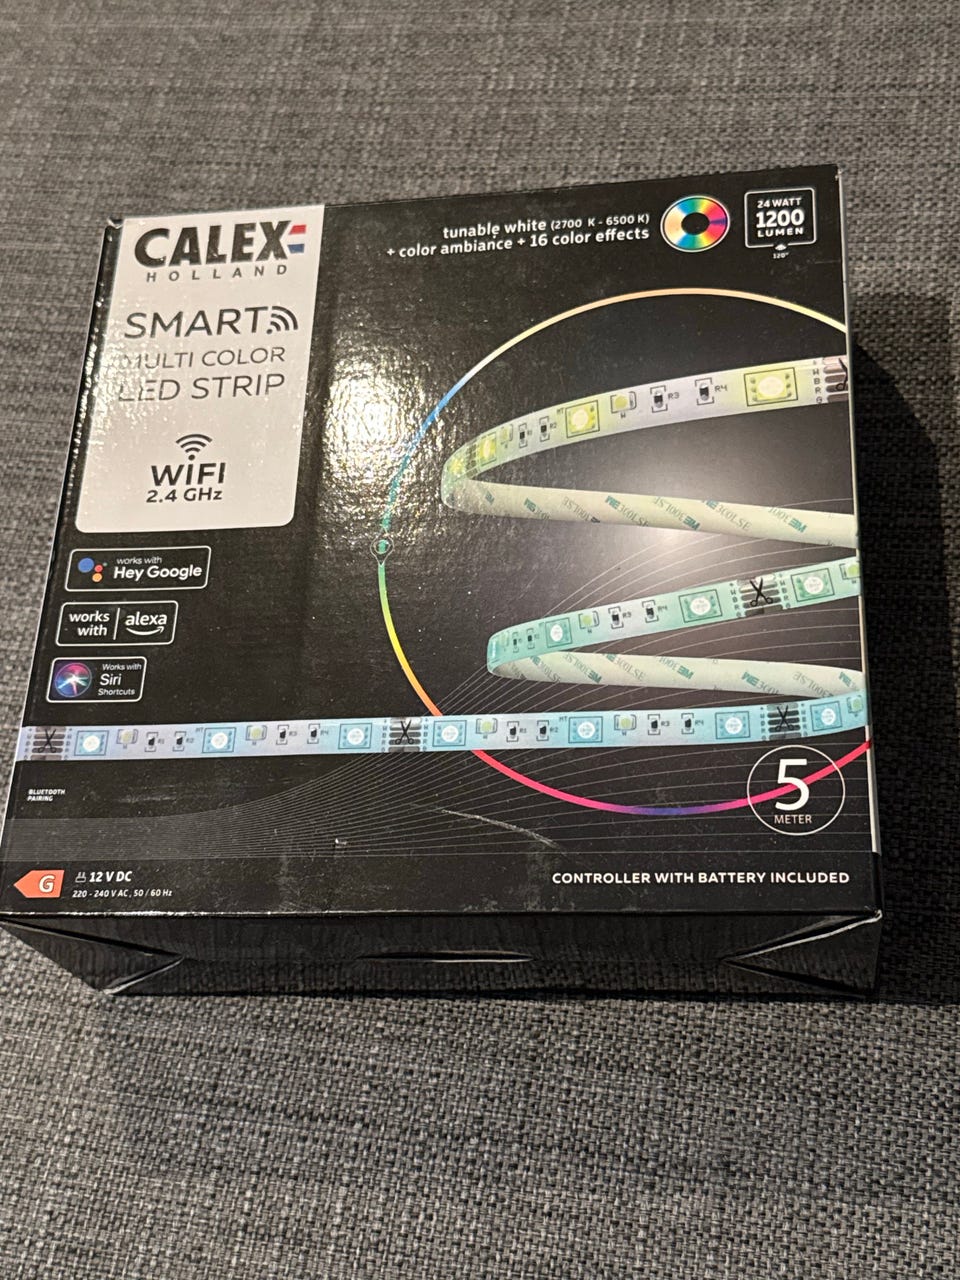 CALEX
HOLLAND
SMART
MULTI COLOR
LED STRIP
WiFi
2.4 GHz
works with
Hey Google
works with
alexa
Works with
Siri
Shortcuts
tunable white (2700 K - 6500 K)
+ color ambiance + 16 color effects
24 WATT
1200
LUMEN
120°
BLUETOOTH
PAIRING
5
METER
G
12 V DC
220 - 240 V AC, 50 / 60 Hz
CONTROLLER WITH BATTERY INCLUDED